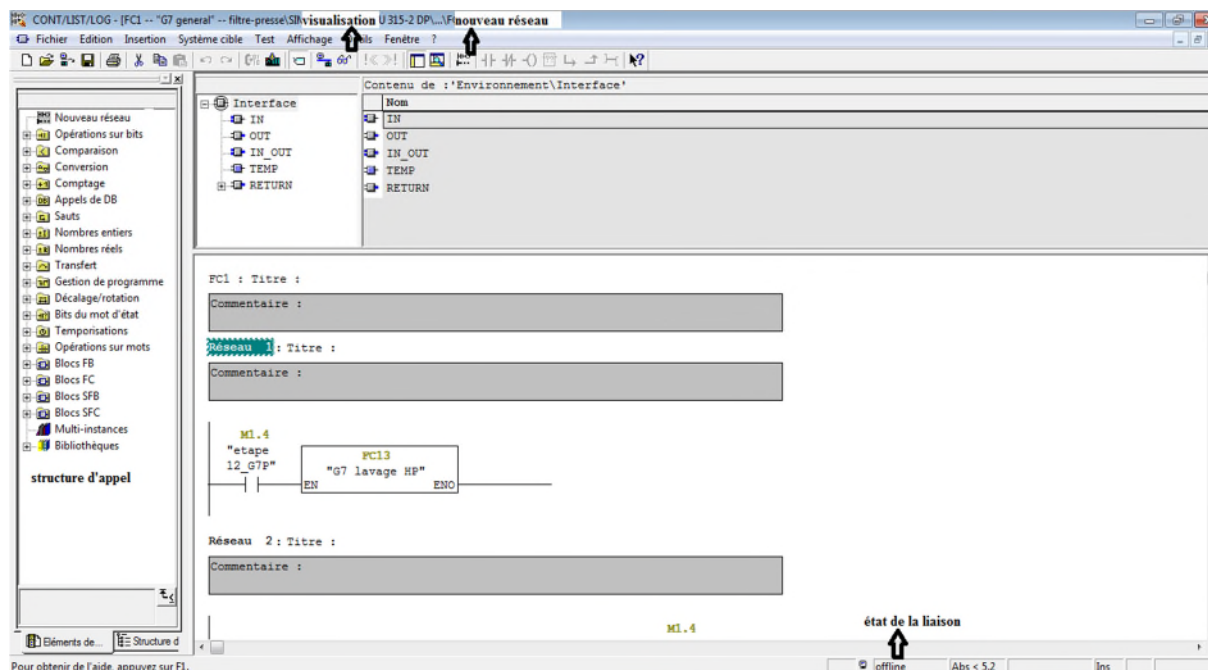 CONT/LIST/LOG - [FC1 -- "G7 general" -- filtre-presse\SIM
visualisation
U 315-2 DP\...\F
nouveau réseau
Fichier Edition Insertion Système cible Test Affichage ils Fenêtre ?
Contenu de :'Environnement\Interface'
Interface
IN
OUT
IN_OUT
TEMP
RETURN
Nom
IN
OUT
IN_OUT
TEMP
RETURN
Nouveau réseau
Opérations sur bits
Comparaison
Conversion
Comptage
Appels de DB
Sauts
Nombres entiers
Nombres réels
Transfert
Gestion de programme
Décalage/rotation
Bits du mot d'état
Temporisations
Opérations sur mots
Blocs FB
Blocs FC
Blocs SFB
Blocs SFC
Multi-instances
Bibliothèques
structure d'appel
Eléments de...
Structure d
FC1 : Titre :
Commentaire :
Réseau 1: Titre :
Commentaire :
M1.4
"etape
12_G7P"
FC13
"G7 lavage HP"
EN ENO
Réseau 2: Titre :
Commentaire :
M1.4
état de la liaison
Pour obtenir de l'aide, appuyez sur F1.
offline
Abs < 5.2
Ins